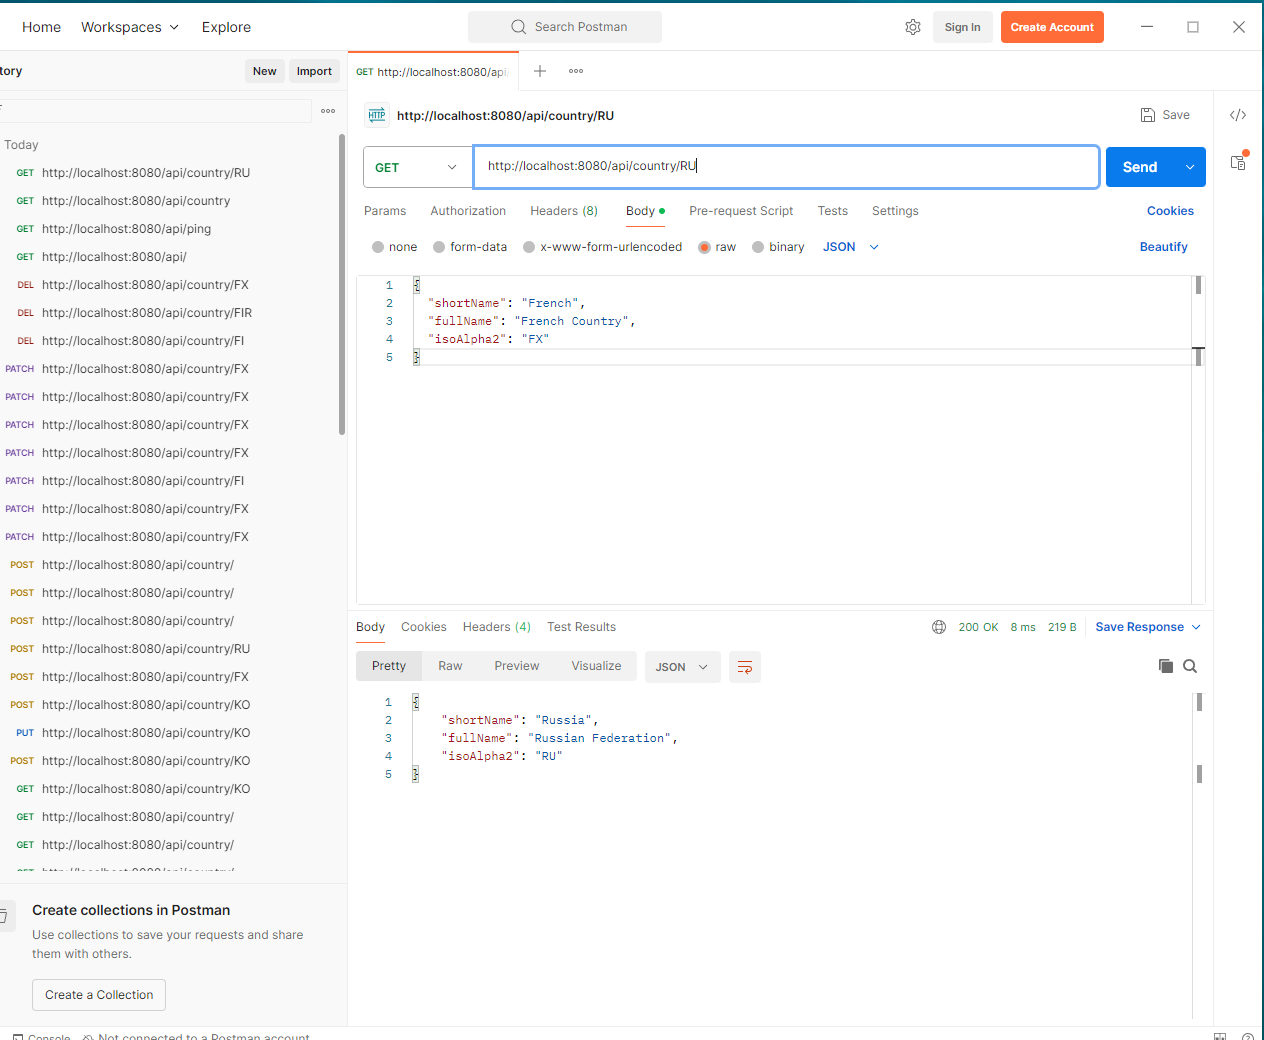 Home Workspaces Explore Search Postman Sign In Create Account
tory New Import
GET http://localhost:8080/api/
HTTP http://localhost:8080/api/country/RU Save
Today
GET http://localhost:8080/api/country/RU
GET http://localhost:8080/api/country
GET http://localhost:8080/api/ping
GET http://localhost:8080/api/
DEL http://localhost:8080/api/country/FX
DEL http://localhost:8080/api/country/FIR
DEL http://localhost:8080/api/country/FI
PATCH http://localhost:8080/api/country/FX
PATCH http://localhost:8080/api/country/FX
PATCH http://localhost:8080/api/country/FX
PATCH http://localhost:8080/api/country/FX
PATCH http://localhost:8080/api/country/FI
PATCH http://localhost:8080/api/country/FX
PATCH http://localhost:8080/api/country/FX
POST http://localhost:8080/api/country/
POST http://localhost:8080/api/country/
POST http://localhost:8080/api/country/
POST http://localhost:8080/api/country/RU
POST http://localhost:8080/api/country/FX
POST http://localhost:8080/api/country/KO
PUT http://localhost:8080/api/country/KO
POST http://localhost:8080/api/country/KO
GET http://localhost:8080/api/country/KO
GET http://localhost:8080/api/country/
GET http://localhost:8080/api/country/
Create collections in Postman
Use collections to save your requests and share
them with others.
Create a Collection
GET http://localhost:8080/api/country/RU Send
Params Authorization Headers (8) Body Pre-request Script Tests Settings Cookies
none form-data x-www-form-urlencoded raw binary JSON Beautify
1 {
2 "shortName": "French",
3 "fullName": "French Country",
4 "isoAlpha2": "FX"
5 }
Body Cookies Headers (4) Test Results 200 OK 8 ms 219 B Save Response
Pretty Raw Preview Visualize JSON
1 {
2 "shortName": "Russia",
3 "fullName": "Russian Federation",
4 "isoAlpha2": "RU"
5 }
Console Not connected to a Postman account